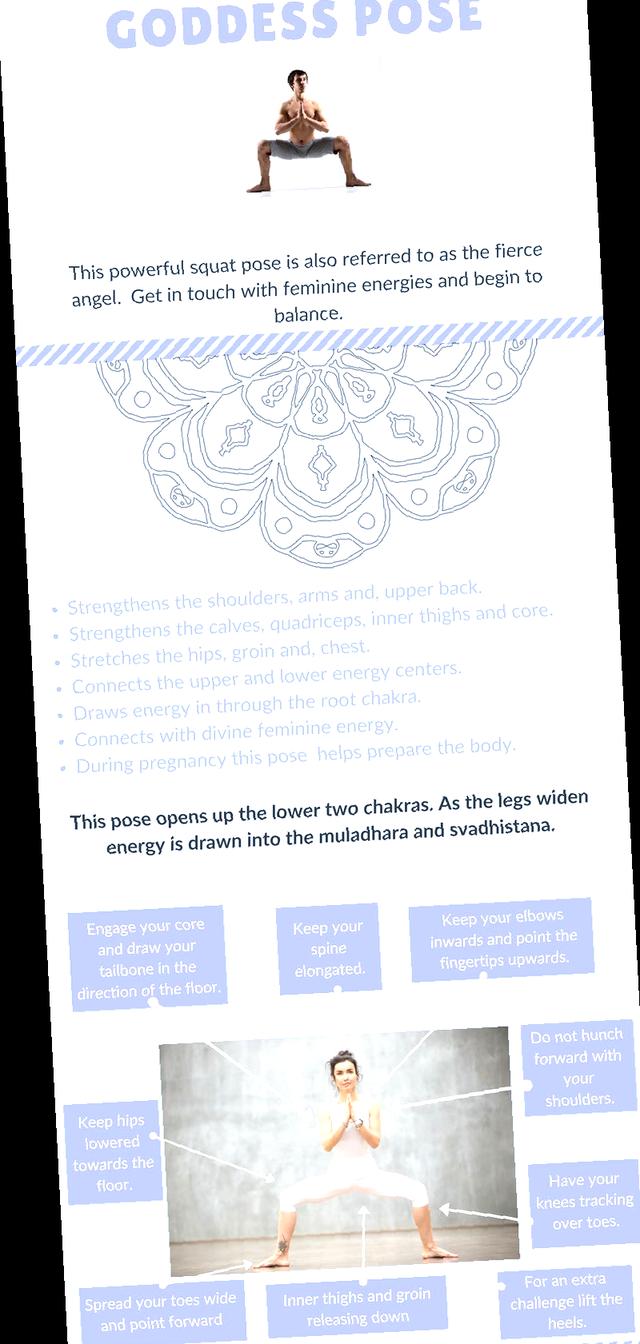 GODDESS POSE
This powerful squat pose is also referred to as the fierce
angel.  Get in touch with feminine energies and begin to
balance.
• Strengthens the shoulders, arms and, upper back.
• Strengthens the calves, quadriceps, inner thighs and core.
• Stretches the hips, groin and, chest.
• Connects the upper and lower energy centers.
• Draws energy in through the root chakra.
• Connects with divine feminine energy.
• During pregnancy this pose  helps prepare the body.
This pose opens up the lower two chakras. As the legs widen
energy is drawn into the muladhara and svadhistana.
Engage your core
and draw your
tailbone in the
direction of the floor.
Keep your
spine
elongated.
Keep your elbows
inwards and point the
fingertips upwards.
Do not hunch
forward with
your
shoulders.
Keep hips
lowered
towards the
floor.
Have your
knees tracking
over toes.
Spread your toes wide
and point forward
Inner thighs and groin
releasing down
For an extra
challenge lift the
heels.